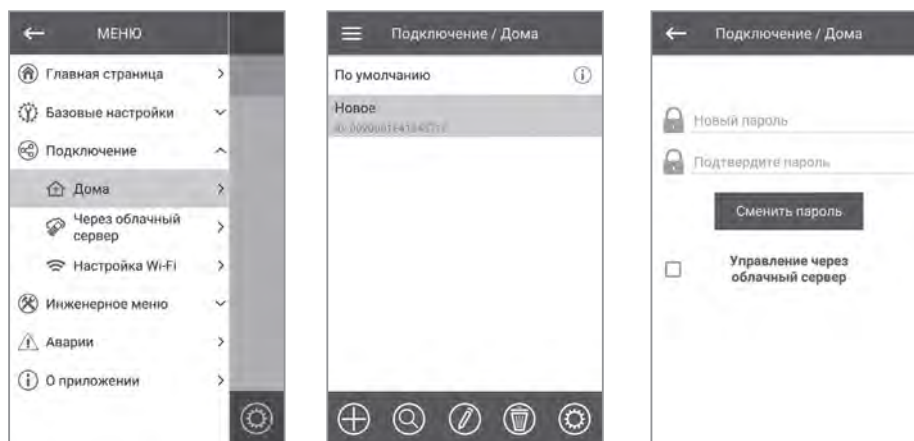 МЕНЮ
Главная страница
Базовые настройки
Подключение
Дома
Через облачный
сервер
Настройка Wi-Fi
Инженерное меню
Аварии
О приложении
Подключение / Дома
По умолчанию
Новое
ID:
Подключение / Дома
Новый пароль
Подтвердите пароль
Сменить пароль
Управление через
облачный сервер